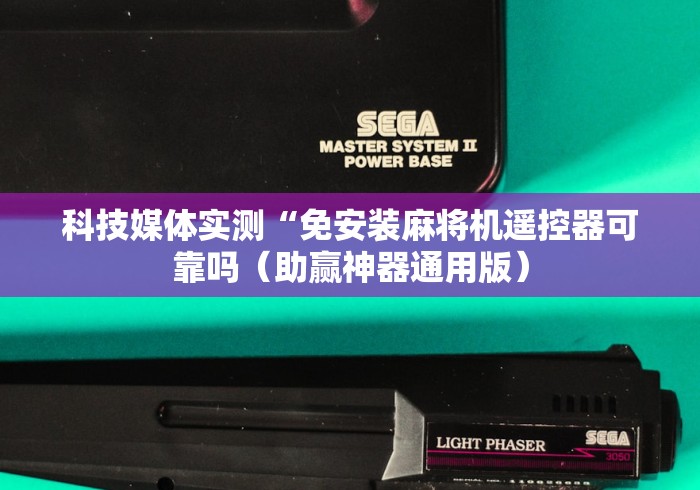 SEGA
MASTER SYSTEM II
POWER BASE
科技媒体实测“免安装麻将机遥控器可
靠吗（助赢神器通用版）
LIGHT PHASER
SEGA
3050